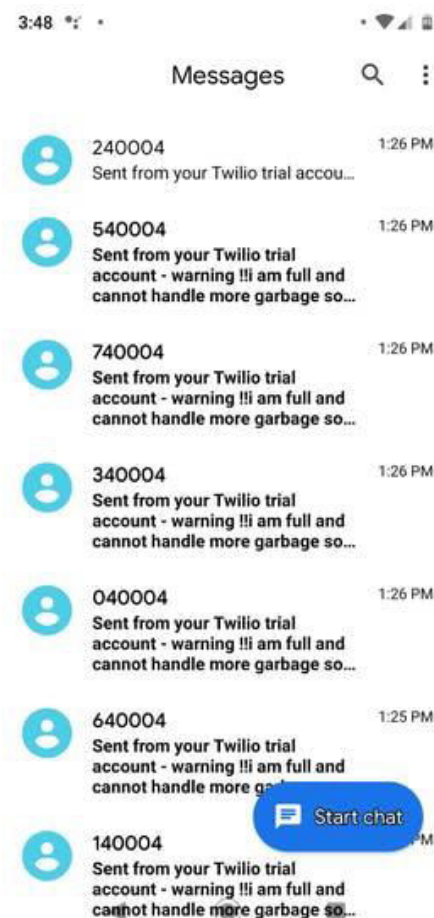 3:48
Messages
240004
1:26 PM
Sent from your Twilio trial accou...
540004
1:26 PM
Sent from your Twilio trial
account - warning !!i am full and
cannot handle more garbage so...
740004
1:26 PM
Sent from your Twilio trial
account - warning !!i am full and
cannot handle more garbage so...
340004
1:26 PM
Sent from your Twilio trial
account - warning !!i am full and
cannot handle more garbage so...
040004
1:26 PM
Sent from your Twilio trial
account - warning !!i am full and
cannot handle more garbage so...
640004
1:25 PM
Sent from your Twilio trial
account - warning !!i am full and
cannot handle more
Start chat
140004
Sent from your Twilio trial
account - warning !!i am full and
cannot handle more garbage so...